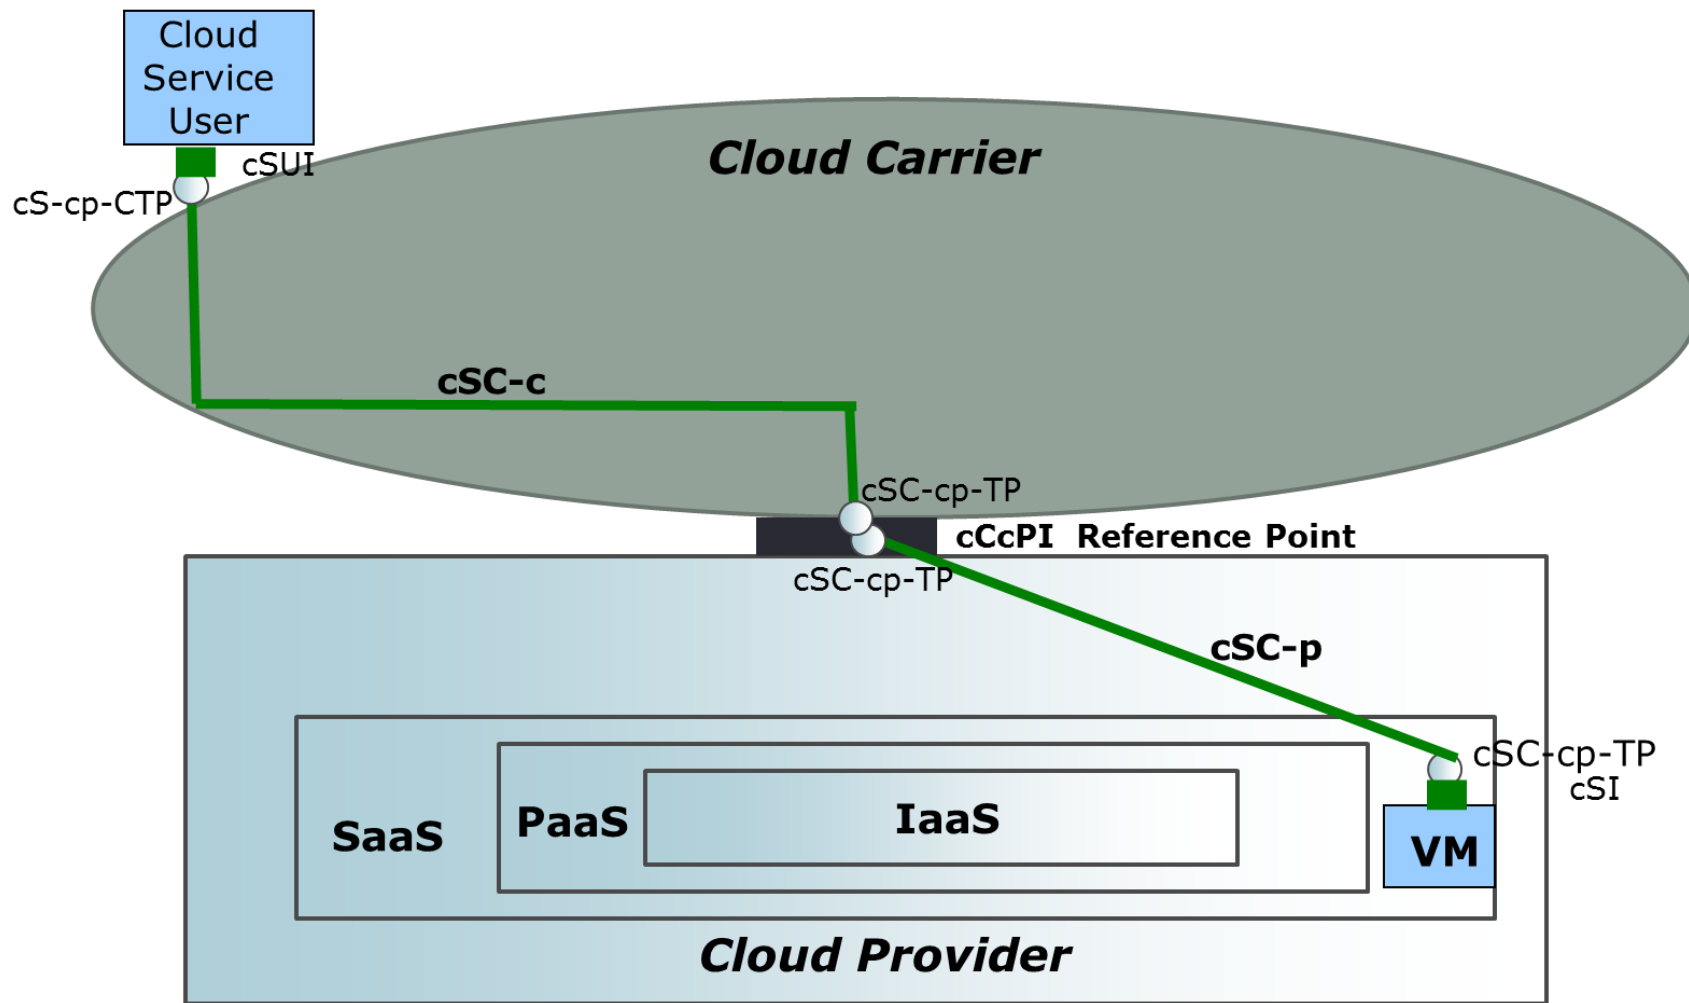 Cloud
Service
User
cSUI
cS-cp-CTP
Cloud Carrier
cSC-c
cSC-cp-TP
cCcPI Reference Point
cSC-cp-TP
cSC-p
cSC-cp-TP
cSI
SaaS
PaaS
IaaS
VM
Cloud Provider